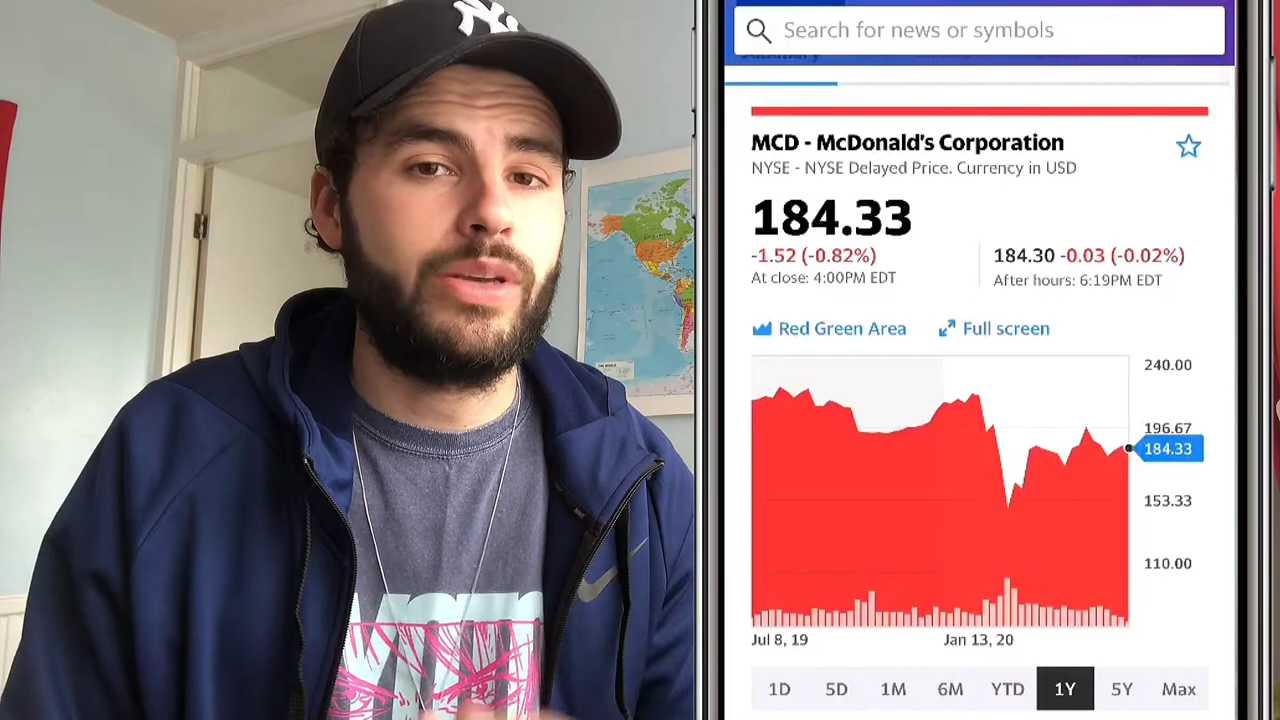 NY
Search for news or symbols
MCD - McDonald's Corporation
NYSE - NYSE Delayed Price. Currency in USD
184.33
-1.52 (-0.82%)
At close: 4:00PM EDT
184.30 -0.03 (-0.02%)
After hours: 6:19PM EDT
Red Green Area
Full screen
240.00
196.67
184.33
153.33
110.00
Jul 8, 19
Jan 13, 20
1D 5D 1M 6M YTD 1Y 5Y Max